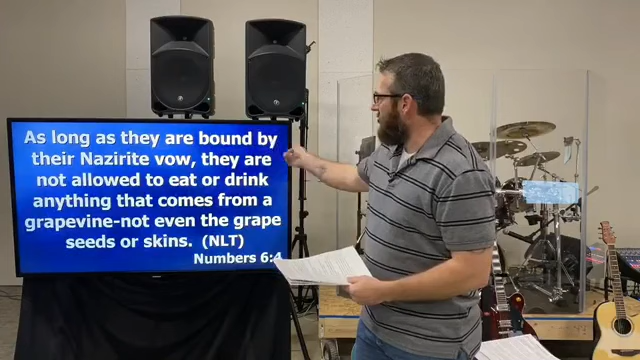 As long as they are bound by
their Nazirite vow, they are
not allowed to eat or drink
anything that comes from a
grapevine-not even the grape
seeds or skins. (NLT)
Numbers 6:4